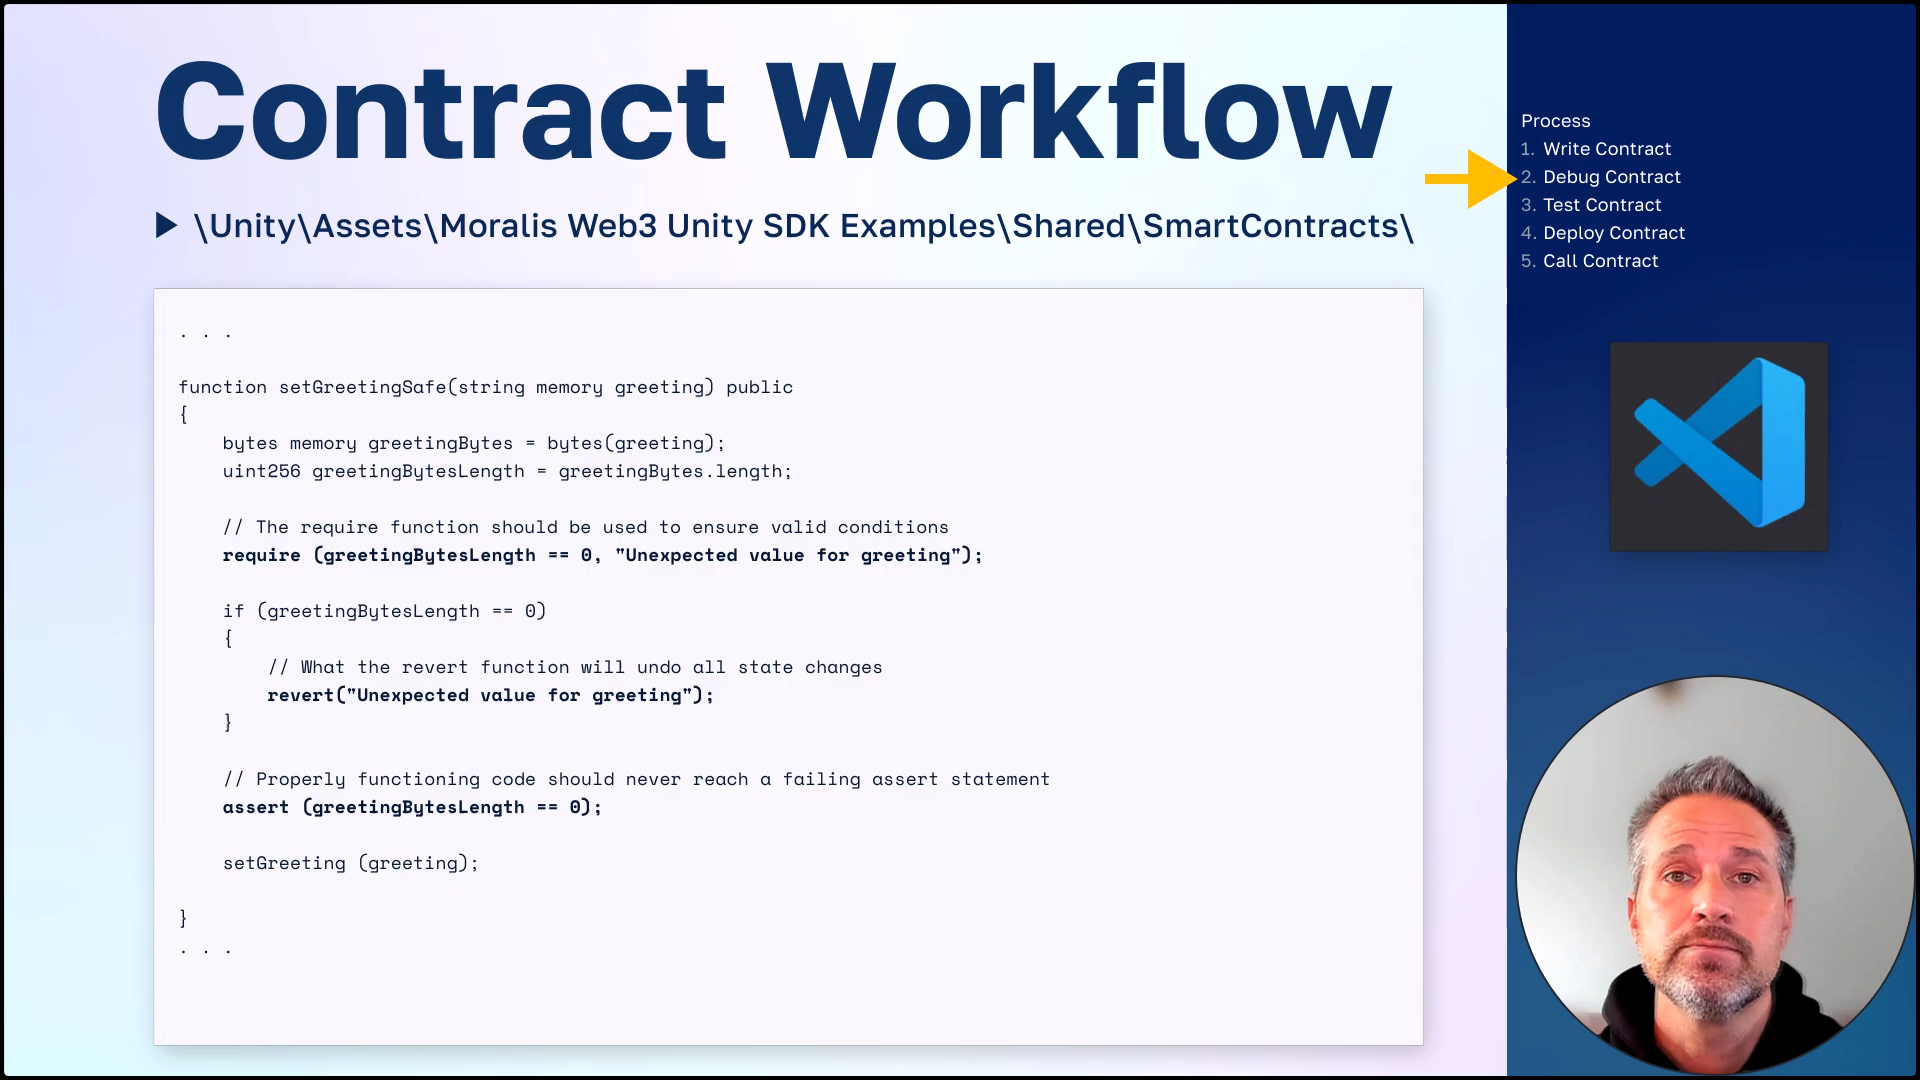 Contract Workflow
\Unity\Assets\Moralis Web3 Unity SDK Examples\Shared\SmartContracts\
. . .
function setGreetingSafe(string memory greeting) public
{
bytes memory greetingBytes = bytes(greeting);
uint256 greetingBytesLength = greetingBytes.length;
// The require function should be used to ensure valid conditions
require (greetingBytesLength == 0, "Unexpected value for greeting");
if (greetingBytesLength == 0)
{
// What the revert function will undo all state changes
revert("Unexpected value for greeting");
}
// Properly functioning code should never reach a failing assert statement
assert (greetingBytesLength == 0);
setGreeting (greeting);
}
. . .
Process
1. Write Contract
2. Debug Contract
3. Test Contract
4. Deploy Contract
5. Call Contract